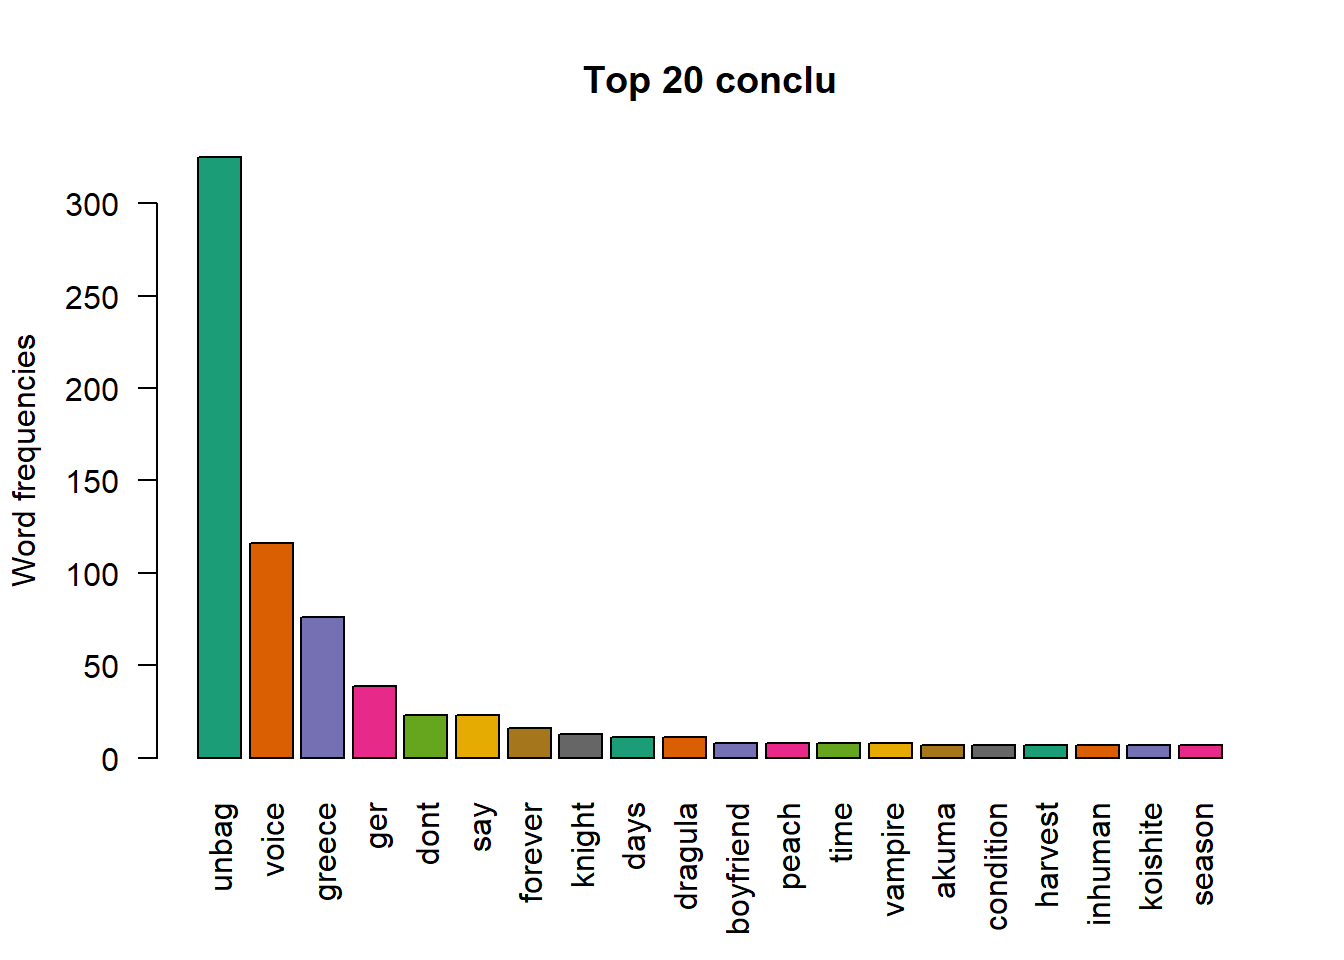 Top 20 conclu
Word frequencies
300
250
200
150
100
50
0
unbag
voice
greece
ger
dont
say
forever
knight
days
dragula
boyfriend
peach
time
vampire
akuma
condition
harvest
inhuman
koishite
season